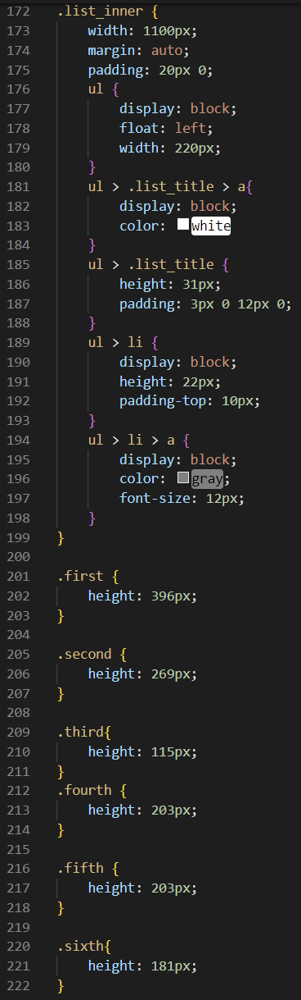 172 .list_inner {
173     width: 1100px;
174     margin: auto;
175     padding: 20px 0;
176     ul {
177         display: block;
178         float: left;
179         width: 220px;
180     }
181     ul > .list_title > a{
182         display: block;
183         color: white
184     }
185     ul > .list_title {
186         height: 31px;
187         padding: 3px 0 12px 0;
188     }
189     ul > li {
190         display: block;
191         height: 22px;
192         padding-top: 10px;
193     }
194     ul > li > a {
195         display: block;
196         color: gray;
197         font-size: 12px;
198     }
199 }
200
201 .first {
202     height: 396px;
203 }
204
205 .second {
206     height: 269px;
207 }
208
209 .third{
210     height: 115px;
211 }
212 .fourth {
213     height: 203px;
214 }
215
216 .fifth {
217     height: 203px;
218 }
219
220 .sixth{
221     height: 181px;
222 }